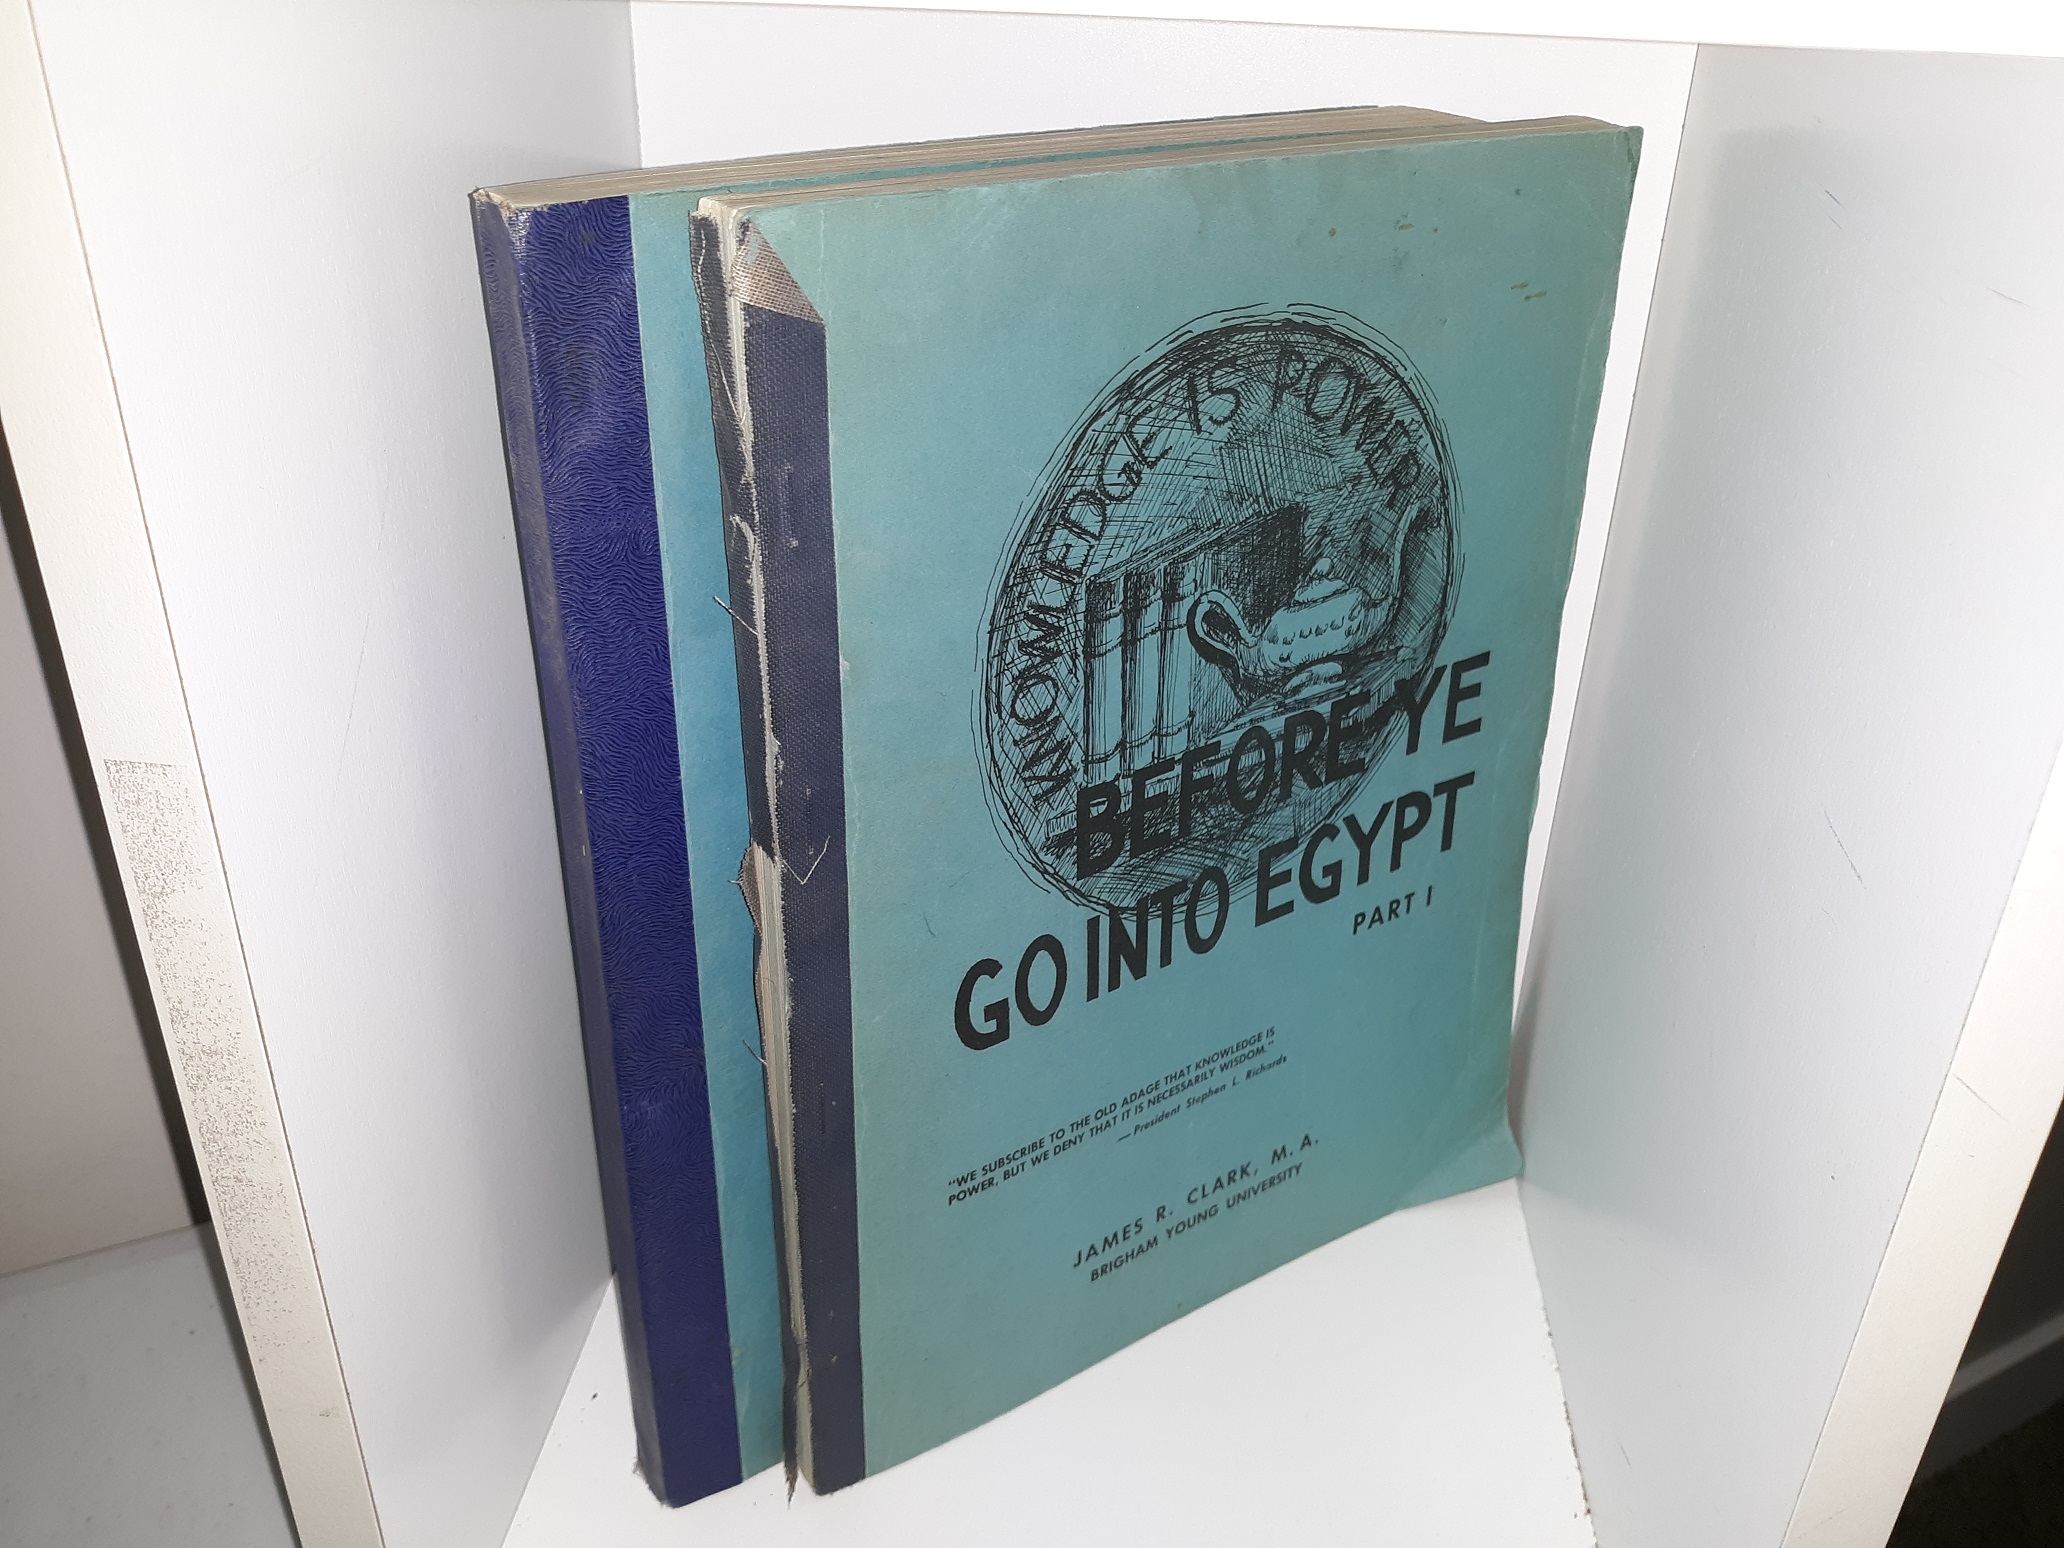 KNOWLEDGE IS POWER
BEFORE YE
GO INTO EGYPT
PART I
"WE SUBSCRIBE TO THE OLD ADAGE THAT KNOWLEDGE IS
POWER, BUT WE DENY THAT IT IS NECESSARILY WISDOM."
—President Stephen L. Richards
JAMES R. CLARK, M. A.
BRIGHAM YOUNG UNIVERSITY